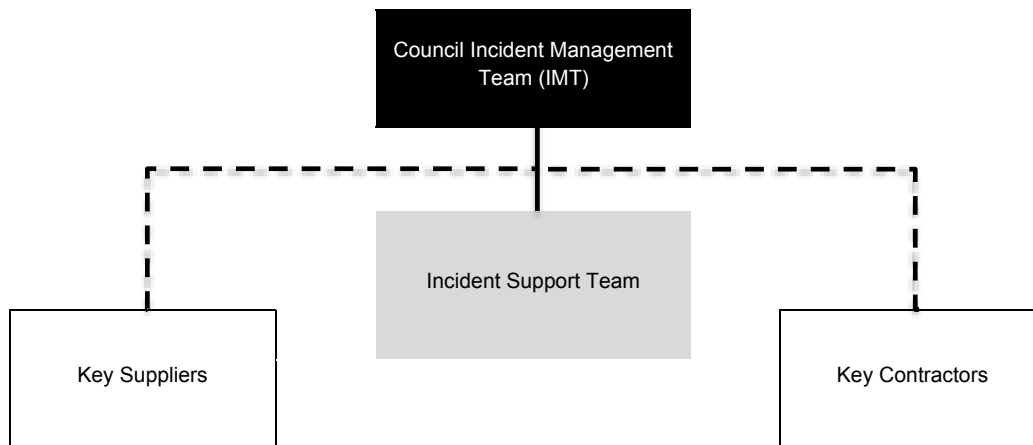 Council Incident Management
Team (IMT)
Incident Support Team
Key Suppliers
Key Contractors